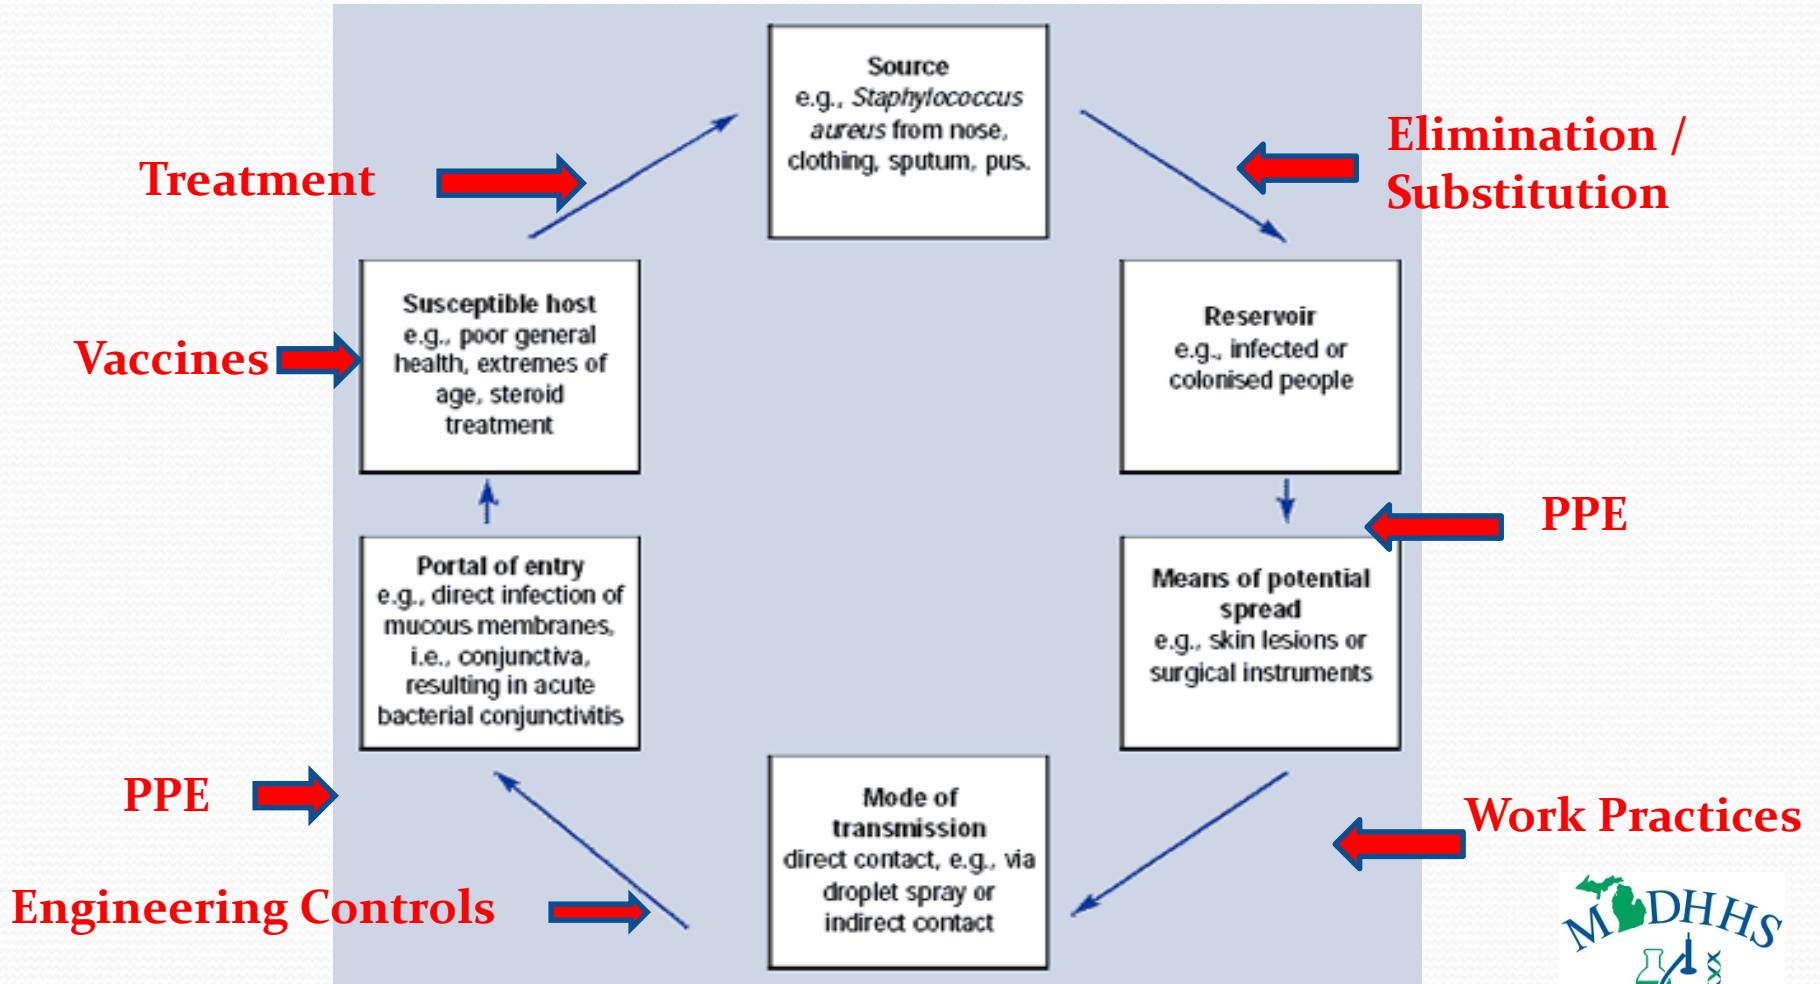 Source
e.g., Staphylococcus
aureus from nose,
clothing, sputum, pus.
Elimination /
Substitution
Treatment
Susceptible host
e.g., poor general
health, extremes of
age, steroid
treatment
Vaccines
Reservoir
e.g., infected or
colonised people
PPE
Portal of entry
e.g., direct infection of
mucous membranes,
i.e., conjunctiva,
resulting in acute
bacterial conjunctivitis
Means of potential
spread
e.g., skin lesions or
surgical instruments
PPE
Mode of
transmission
direct contact, e.g., via
droplet spray or
indirect contact
Work Practices
Engineering Controls
MDHHS